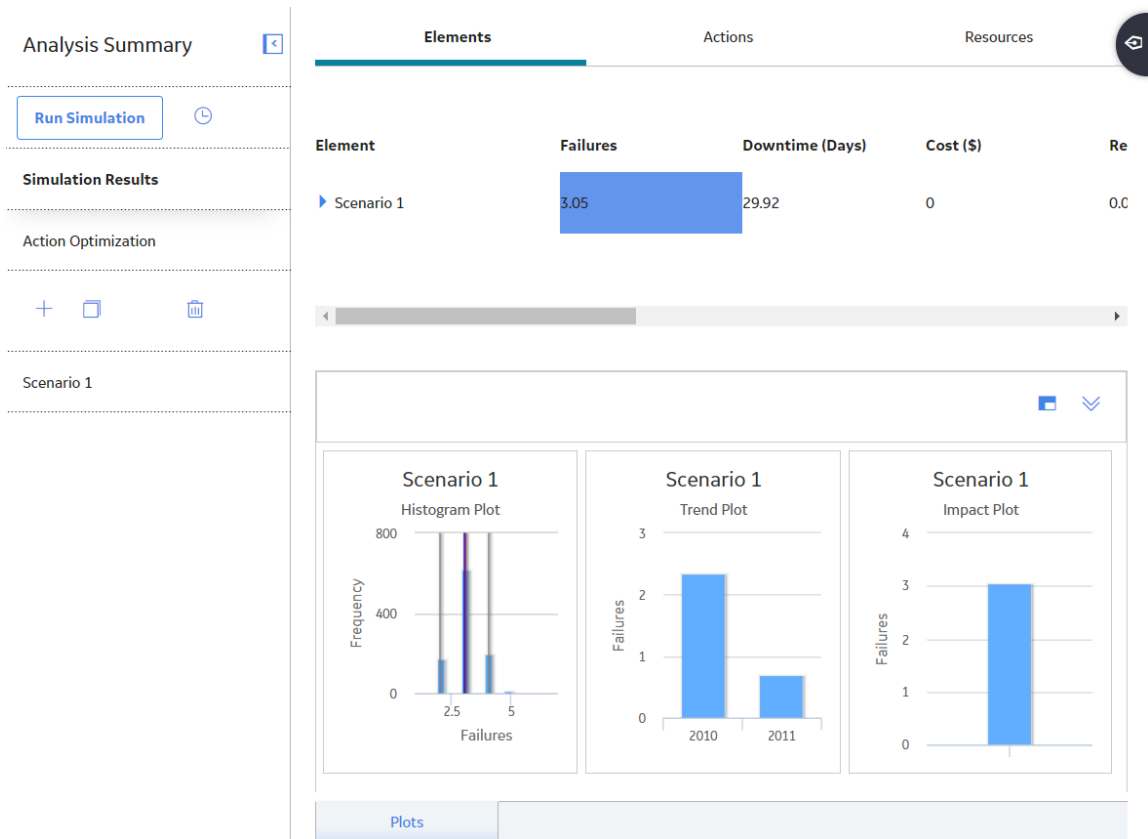 Analysis Summary
Run Simulation
Simulation Results
Action Optimization
Scenario 1
Elements Actions Resources
Element Failures Downtime (Days) Cost ($) Re
Scenario 1 3.05 29.92 0 0.0
Scenario 1
Histogram Plot
800
400
0
Frequency
2.5 5
Failures
Scenario 1
Trend Plot
3
2
1
0
Failures
2010 2011
Scenario 1
Impact Plot
4
3
2
1
0
Failures
Plots